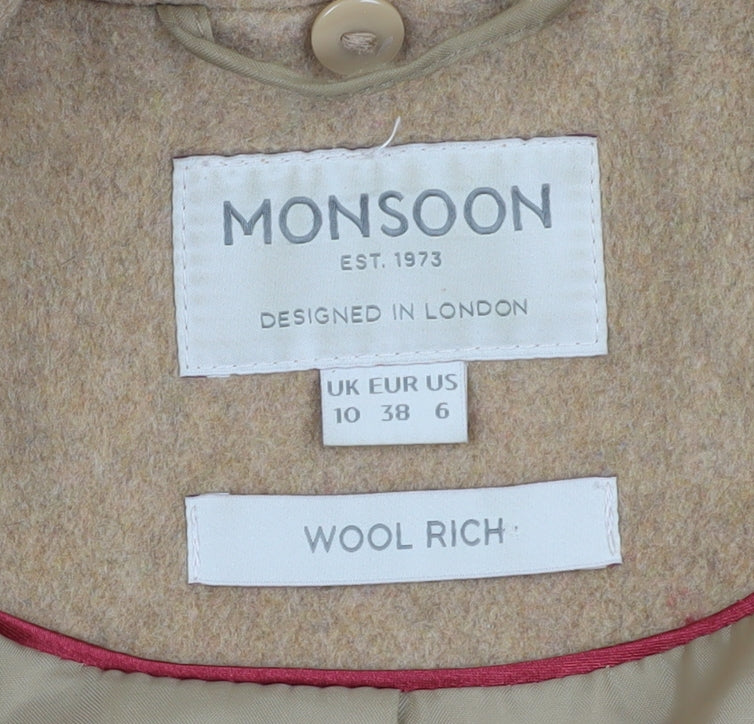 MONSOON
EST. 1973
DESIGNED IN LONDON
UK EUR US
10 38 6
WOOL RICH